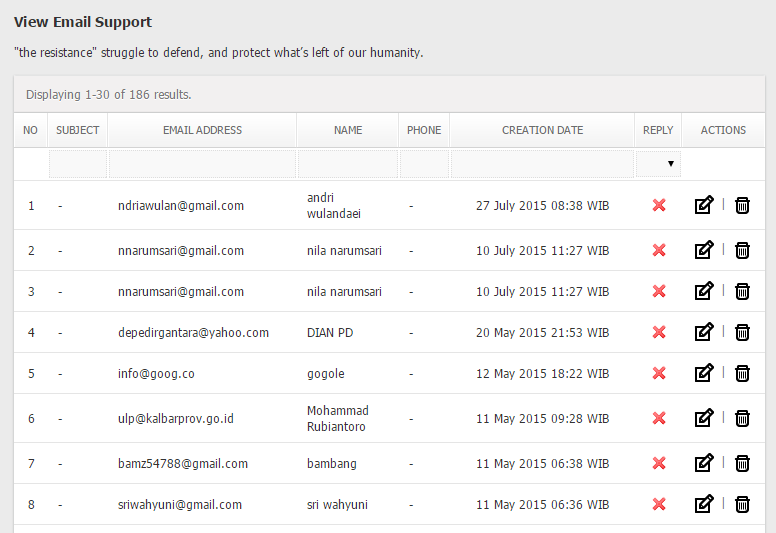 View Email Support
"the resistance" struggle to defend, and protect what's left of our humanity.
Displaying 1-30 of 186 results.
NO SUBJECT EMAIL ADDRESS NAME PHONE CREATION DATE REPLY ACTIONS
1 - ndriawulan@gmail.com andri wulandaei - 27 July 2015 08:38 WIB |
2 - nnarumsari@gmail.com nila narumsari - 10 July 2015 11:27 WIB |
3 - nnarumsari@gmail.com nila narumsari - 10 July 2015 11:27 WIB |
4 - depedirgantara@yahoo.com DIAN PD - 20 May 2015 21:53 WIB |
5 - info@goog.co gogole - 12 May 2015 18:22 WIB |
6 - ulp@kalbarprov.go.id Mohammad Rubiantoro - 11 May 2015 09:28 WIB |
7 - bamz54788@gmail.com bambang - 11 May 2015 06:38 WIB |
8 - sriwahyuni@gmail.com sri wahyuni - 11 May 2015 06:36 WIB |